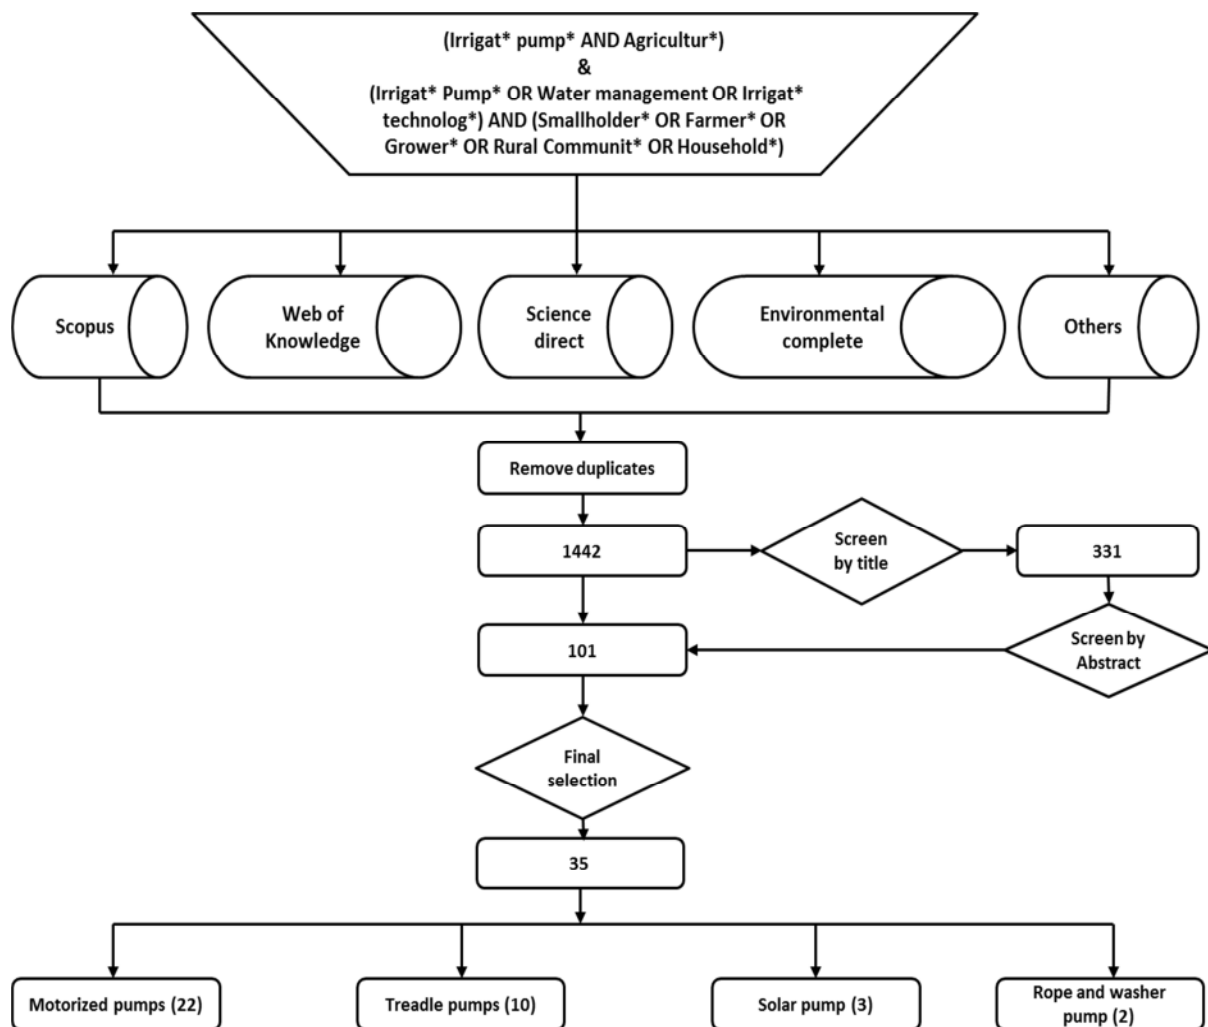 (Irrigat* pump* AND Agricultur*)
&
(Irrigat* Pump* OR Water management OR Irrigat*
technolog*) AND (Smallholder* OR Farmer* OR
Grower* OR Rural Communit* OR Household*)
Scopus
Web of
Knowledge
Science
direct
Environmental
complete
Others
Remove duplicates
1442
Screen
by title
331
101
Screen by
Abstract
Final
selection
35
Motorized pumps (22)
Treadle pumps (10)
Solar pump (3)
Rope and washer
pump (2)